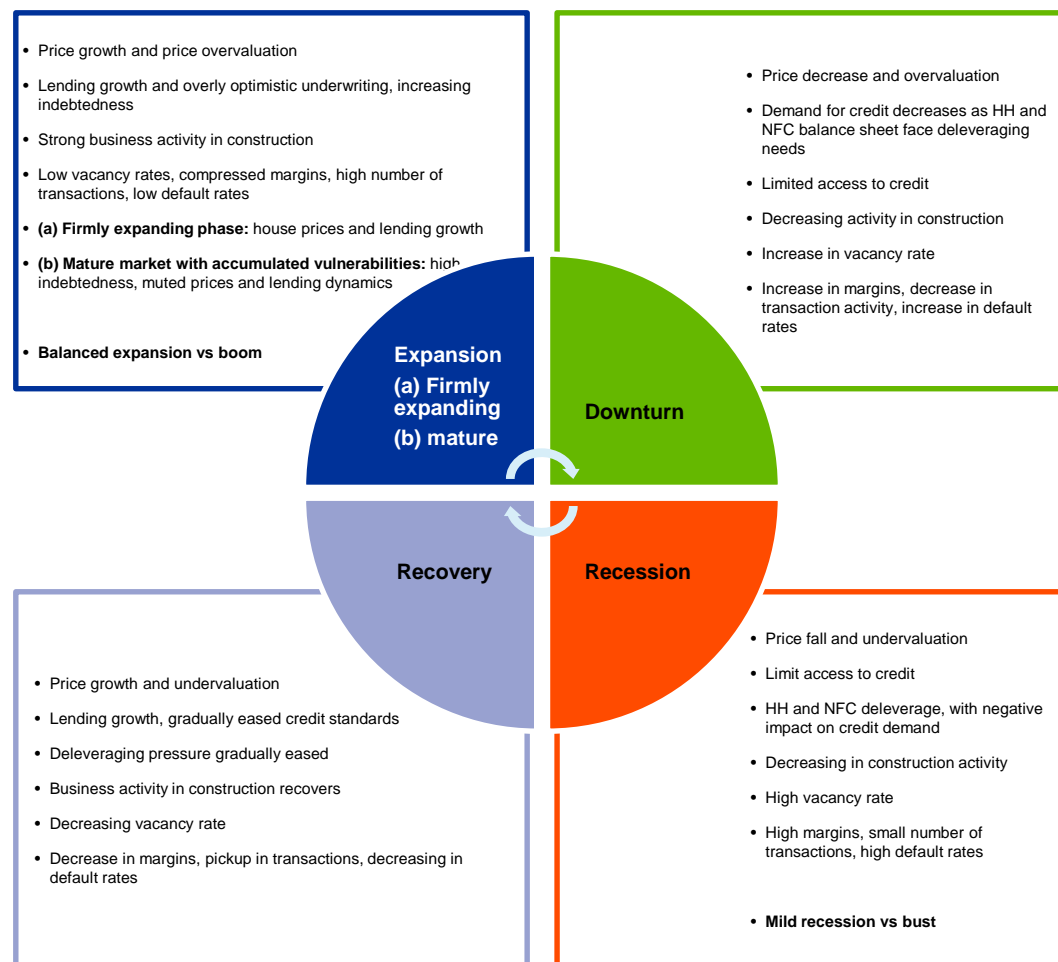 • Price growth and price overvaluation
• Lending growth and overly optimistic underwriting, increasing
indebtedness
• Strong business activity in construction
• Low vacancy rates, compressed margins, high number of
transactions, low default rates
• (a) Firmly expanding phase: house prices and lending growth
• (b) Mature market with accumulated vulnerabilities: high
indebtedness, muted prices and lending dynamics
• Balanced expansion vs boom
• Price decrease and overvaluation
• Demand for credit decreases as HH and
NFC balance sheet face deleveraging
needs
• Limited access to credit
• Decreasing activity in construction
• Increase in vacancy rate
• Increase in margins, decrease in
transaction activity, increase in default
rates
Expansion
(a) Firmly
expanding
(b) mature
Downturn
Recovery
Recession
• Price growth and undervaluation
• Lending growth, gradually eased credit standards
• Deleveraging pressure gradually eased
• Business activity in construction recovers
• Decreasing vacancy rate
• Decrease in margins, pickup in transactions, decreasing in
default rates
• Price fall and undervaluation
• Limit access to credit
• HH and NFC deleverage, with negative
impact on credit demand
• Decreasing in construction activity
• High vacancy rate
• High margins, small number of
transactions, high default rates
• Mild recession vs bust